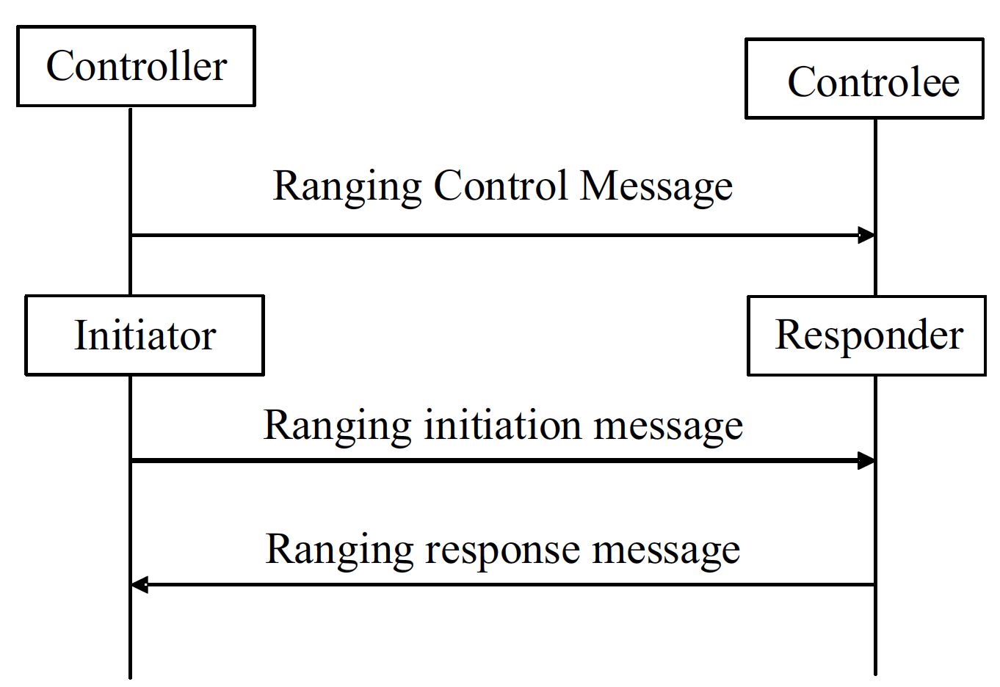 Controller
Controlee
Ranging Control Message
Initiator
Responder
Ranging initiation message
Ranging response message